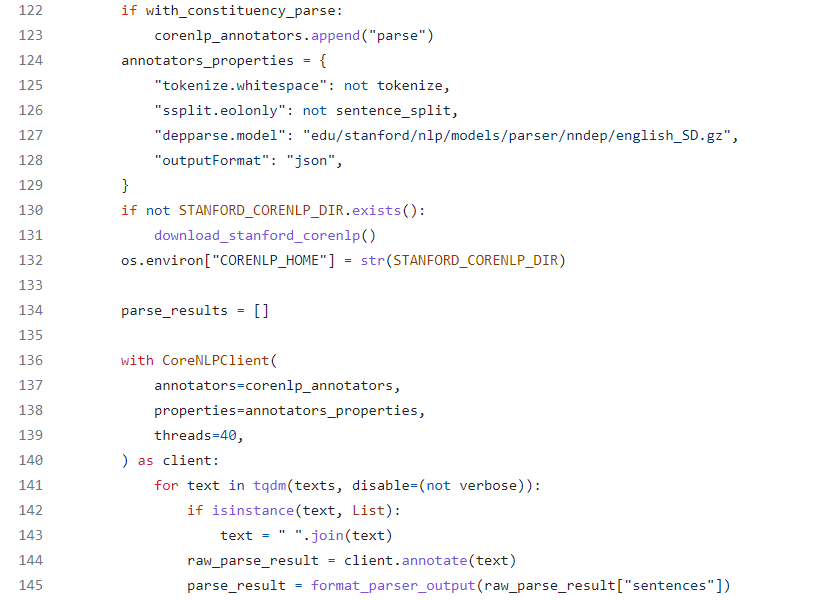 122 if with_constituency_parse:
123 corenlp_annotators.append("parse")
124 annotators_properties = {
125 "tokenize.whitespace": not tokenize,
126 "ssplit.eolonly": not sentence_split,
127 "depparse.model": "edu/stanford/nlp/models/parser/nndep/english_SD.gz",
128 "outputFormat": "json",
129 }
130 if not STANFORD_CORENLP_DIR.exists():
131 download_stanford_corenlp()
132 os.environ["CORENLP_HOME"] = str(STANFORD_CORENLP_DIR)
133
134 parse_results = []
135
136 with CoreNLPClient(
137 annotators=corenlp_annotators,
138 properties=annotators_properties,
139 threads=40,
140 ) as client:
141 for text in tqdm(texts, disable=(not verbose)):
142 if isinstance(text, List):
143 text = " ".join(text)
144 raw_parse_result = client.annotate(text)
145 parse_result = format_parser_output(raw_parse_result["sentences"])